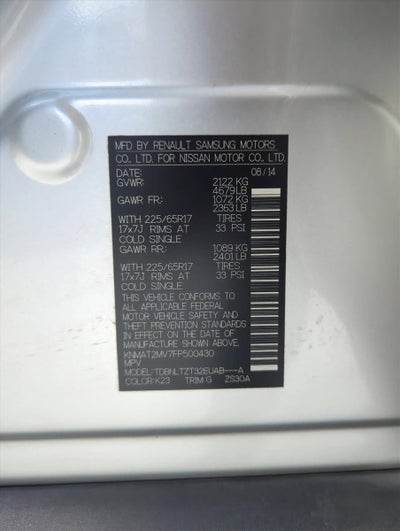 MFD BY RENAULT SAMSUNG MOTORS
CO., LTD. FOR NISSAN MOTOR CO., LTD.
DATE: 08/14
GVWR: 2122 KG
4679 LB
GAWR FR: 1072 KG
2363 LB
WITH 225/65R17 TIRES
17x7J RIMS AT 33 PSI
COLD SINGLE
GAWR RR: 1089 KG
2401 LB
WITH 225/65R17 TIRES
17x7J RIMS AT 33 PSI
COLD SINGLE
THIS VEHICLE CONFORMS TO
ALL APPLICABLE FEDERAL
MOTOR VEHICLE SAFETY AND
THEFT PREVENTION STANDARDS
IN EFFECT ON THE DATE OF
MANUFACTURE SHOWN ABOVE.
KNMAT2MV7FP500430
MPV
MODEL: TDBNLTZT32EUAB---A
COLOR: K23 TRIM: G ZS30A